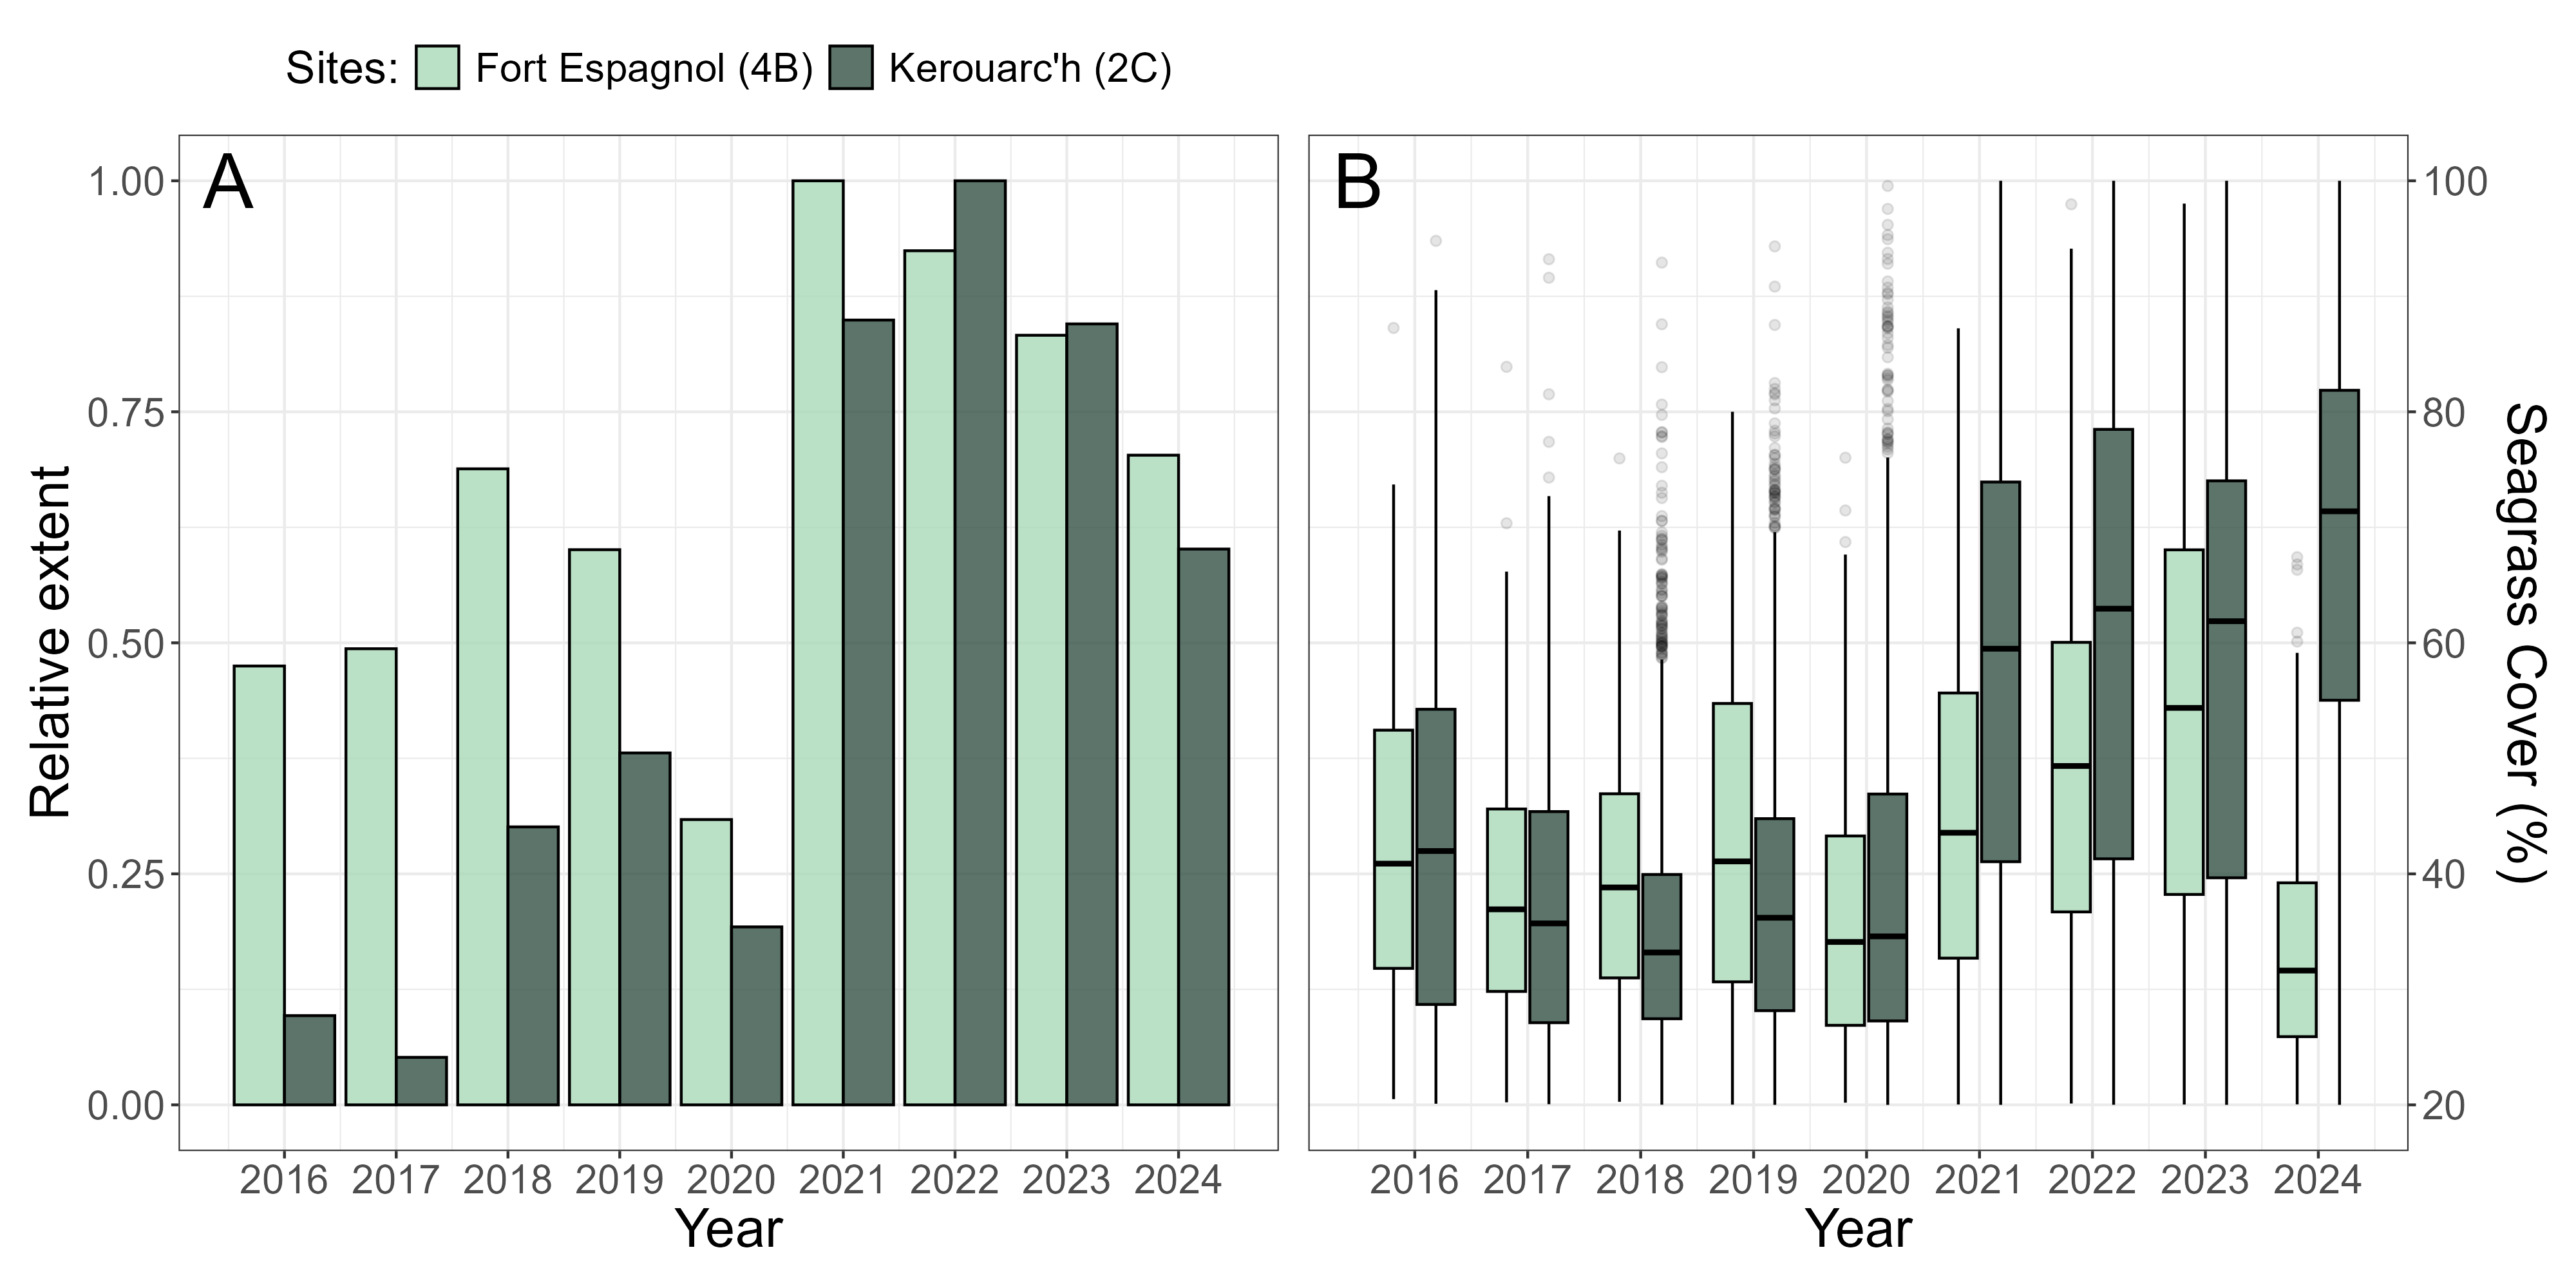 Sites: Fort Espagnol (4B) Kerouarc'h (2C)
A
1.00
0.75
0.50
0.25
0.00
Relative extent
2016 2017 2018 2019 2020 2021 2022 2023 2024
Year
B
100
80
60
40
20
Seagrass Cover (%)
2016 2017 2018 2019 2020 2021 2022 2023 2024
Year